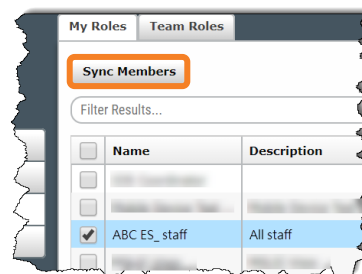 My Roles Team Roles
Sync Members
Filter Results...
Name Description
ABC ES_ staff All staff